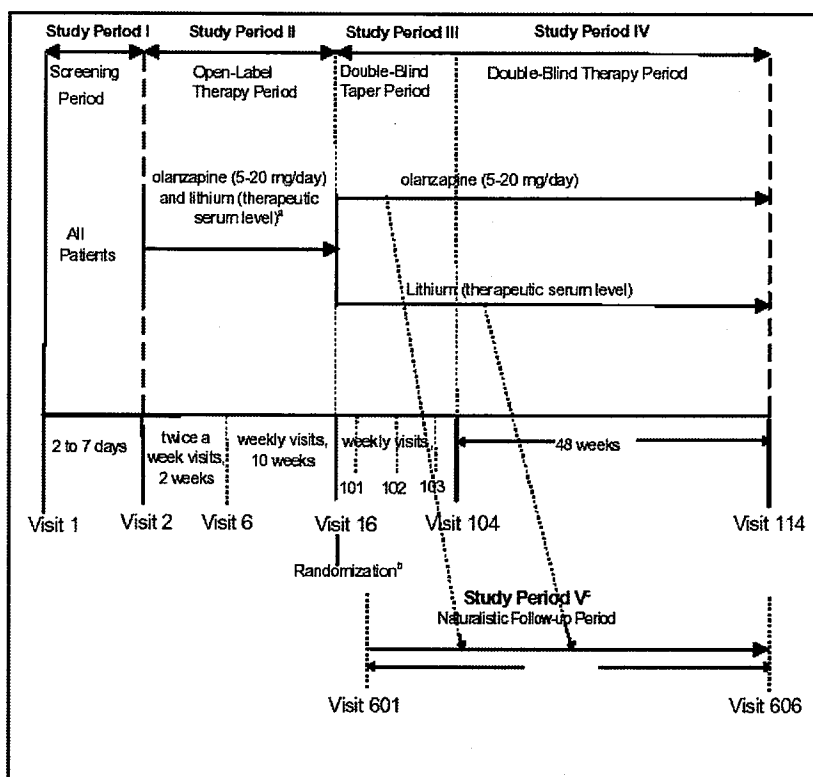 Study Period I Study Period II Study Period III Study Period IV
Screening Period
Open-Label Therapy Period
Double-Blind Taper Period
Double-Blind Therapy Period
olanzapine (5-20 mg/day)
and lithium (therapeutic
serum level)ᵃ
olanzapine (5-20 mg/day)
All
Patients
Lithium (therapeutic serum level)
2 to 7 days
twice a
week visits,
2 weeks
weekly visits,
10 weeks
weekly visits,
101 102 103
48 weeks
Visit 1 Visit 2 Visit 6 Visit 16 Visit 104 Visit 114
Randomizationᵇ
Study Period Vᶜ
Naturalistic Follow-up Period
Visit 601 Visit 606